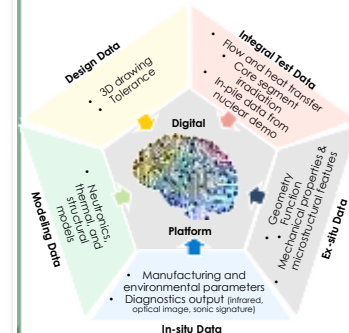 Design Data
• 3D drawing
• Tolerance
Integral Test Data
• Flow and heat transfer
• Core segment
irradiation
• In-pile data from
nuclear demo
Digital
Platform
Modeling Data
• Neutronics,
thermal, and
structural
models
• Geometry
• Function
• Mechanical properties &
microstructural features
Ex-situ Data
• Manufacturing and
environmental parameters
• Diagnostics output (infrared,
optical image, sonic signature)
In-situ Data